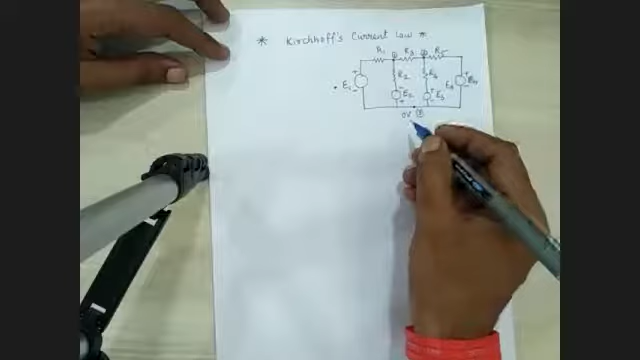 * Kirchhoff's Current law *
R1 R3 R5
R2 R4
E1 E2 E3 E4
0V